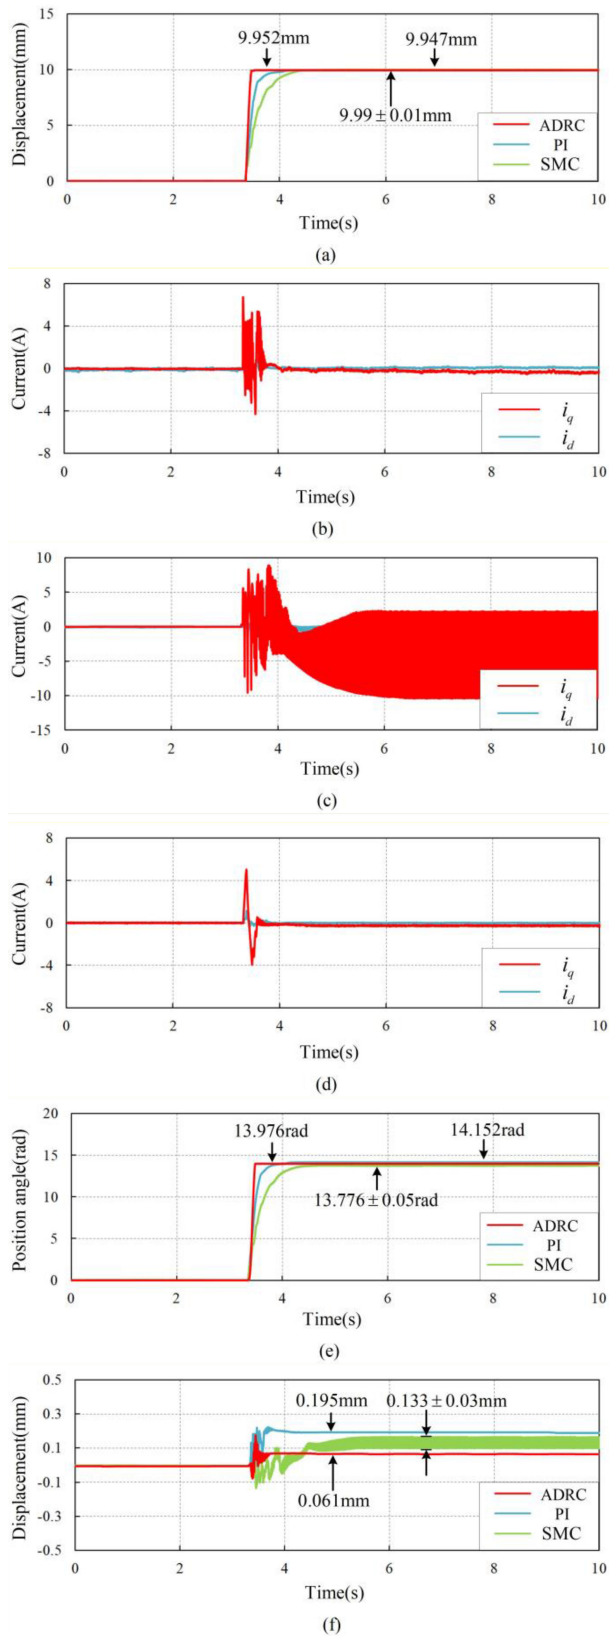 15
9.952mm
9.947mm
10
Displacement(mm)
9.99±0.01mm
5
ADRC
PI
SMC
0
0 2 4 6 8 10
Time(s)
(a)
8
4
Current(A)
0
-4
i_q
i_d
-8
0 2 4 6 8 10
Time(s)
(b)
10
5
0
Current(A)
-5
-10
i_q
i_d
-15
0 2 4 6 8 10
Time(s)
(c)
8
4
Current(A)
0
-4
i_q
i_d
-8
0 2 4 6 8 10
Time(s)
(d)
20
13.976rad
14.152rad
15
Position angle(rad)
10
13.776±0.05rad
5
ADRC
PI
SMC
0
0 2 4 6 8 10
Time(s)
(e)
0.5
0.195mm
0.133±0.03mm
0.3
Displacement(mm)
0.1
-0.1
0.061mm
-0.3
ADRC
PI
SMC
-0.5
0 2 4 6 8 10
Time(s)
(f)